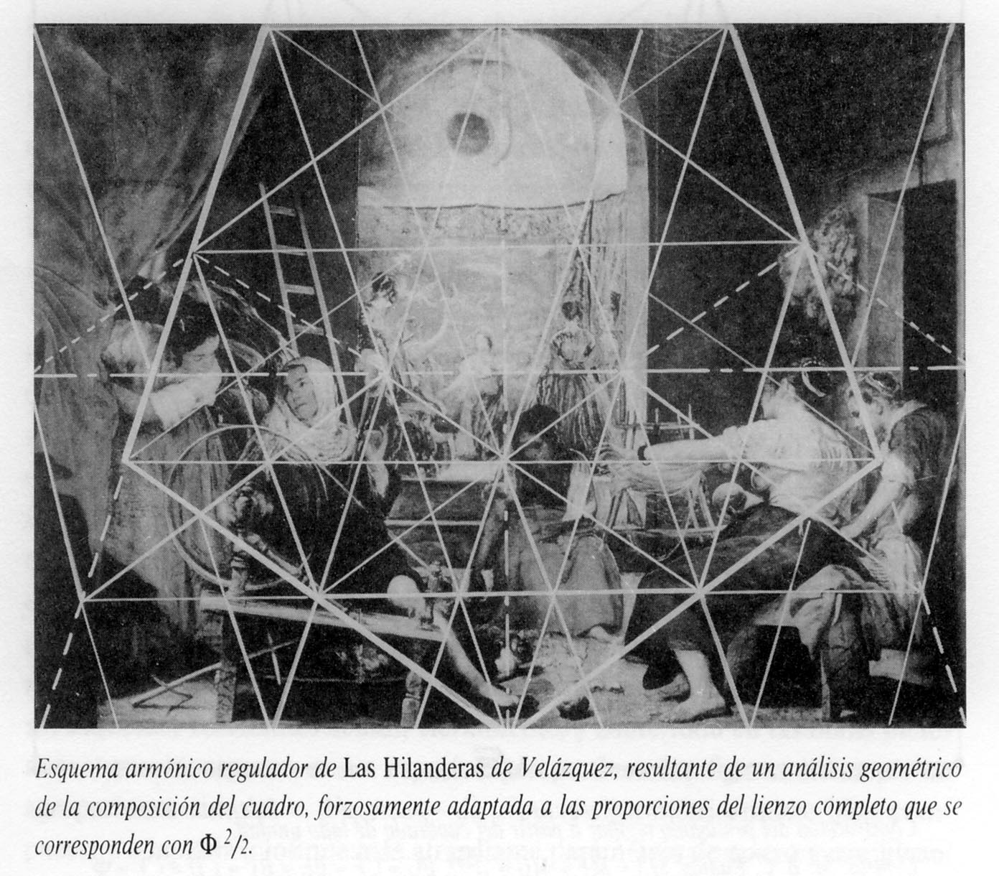 Esquema armónico regulador de Las Hilanderas de Velázquez, resultante de un análisis geométrico
de la composición del cuadro, forzosamente adaptada a las proporciones del lienzo completo que se
corresponden con Φ ²/₂.